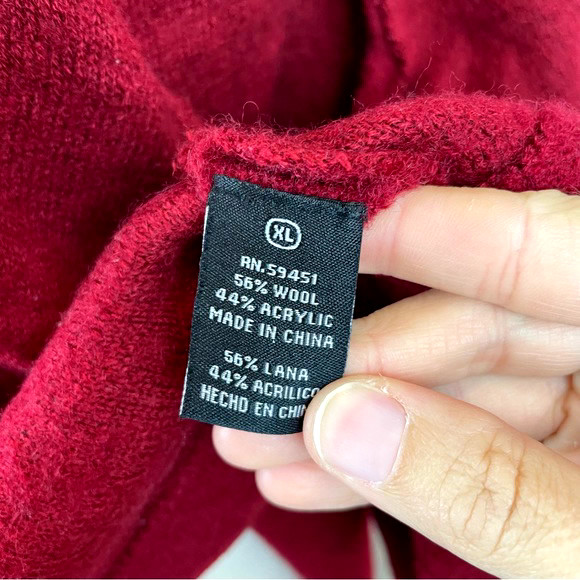 XL
RN.59451
56% WOOL
44% ACRYLIC
MADE IN CHINA
56% LANA
44% ACRILICO
HECHO EN